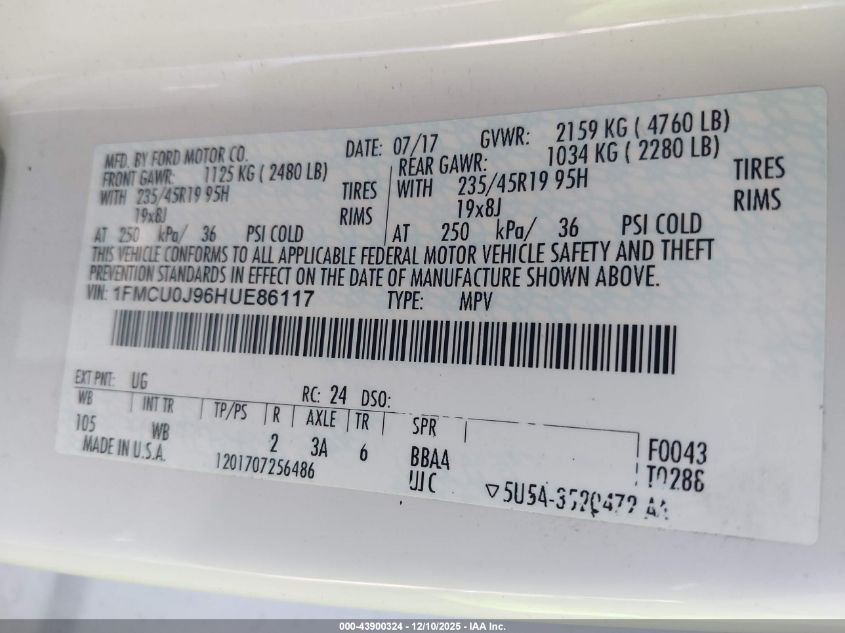 MFD. BY FORD MOTOR CO. DATE: 07/17 GVWR: 2159 KG ( 4760 LB)
FRONT GAWR: 1125 KG ( 2480 LB) REAR GAWR: 1034 KG ( 2280 LB)
WITH 235/45R19 95H TIRES WITH 235/45R19 95H TIRES
19x8J RIMS 19x8J RIMS
AT 250 kPa/ 36 PSI COLD AT 250 kPa/ 36 PSI COLD
THIS VEHICLE CONFORMS TO ALL APPLICABLE FEDERAL MOTOR VEHICLE SAFETY AND THEFT
PREVENTION STANDARDS IN EFFECT ON THE DATE OF MANUFACTURE SHOWN ABOVE.
VIN: 1FMCU0J96HUE86117 TYPE: MPV
EXT PNT: UG RC: 24 DSO:
WB INT TR TP/PS R AXLE TR SPR
105 WB 2 3A 6 BBAA F0043
MADE IN U.S.A. 1201707256486 UJC T0286
000-43900324 - 12/10/2025 - IAA Inc.